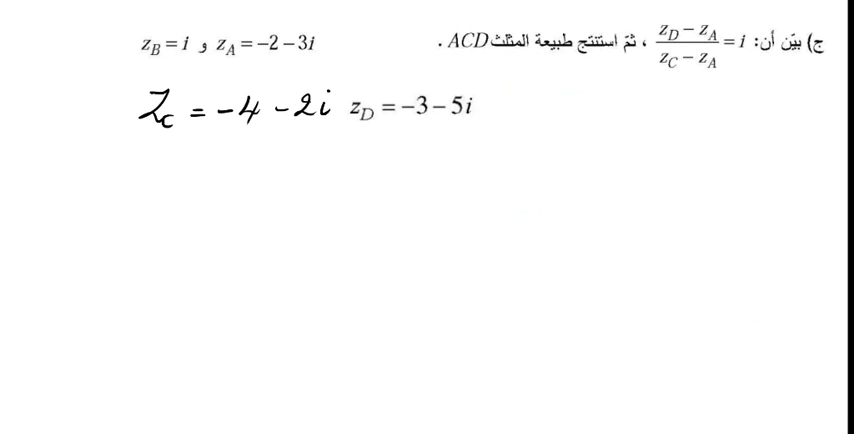 ج) بيّن أن: \frac{z_D - z_A}{z_C - z_A} = i ، ثمّ استنتج طبيعة المثلث ACD .
z_A = -2 - 3i و z_B = i
Z_c = -4 - 2i z_D = -3 - 5i